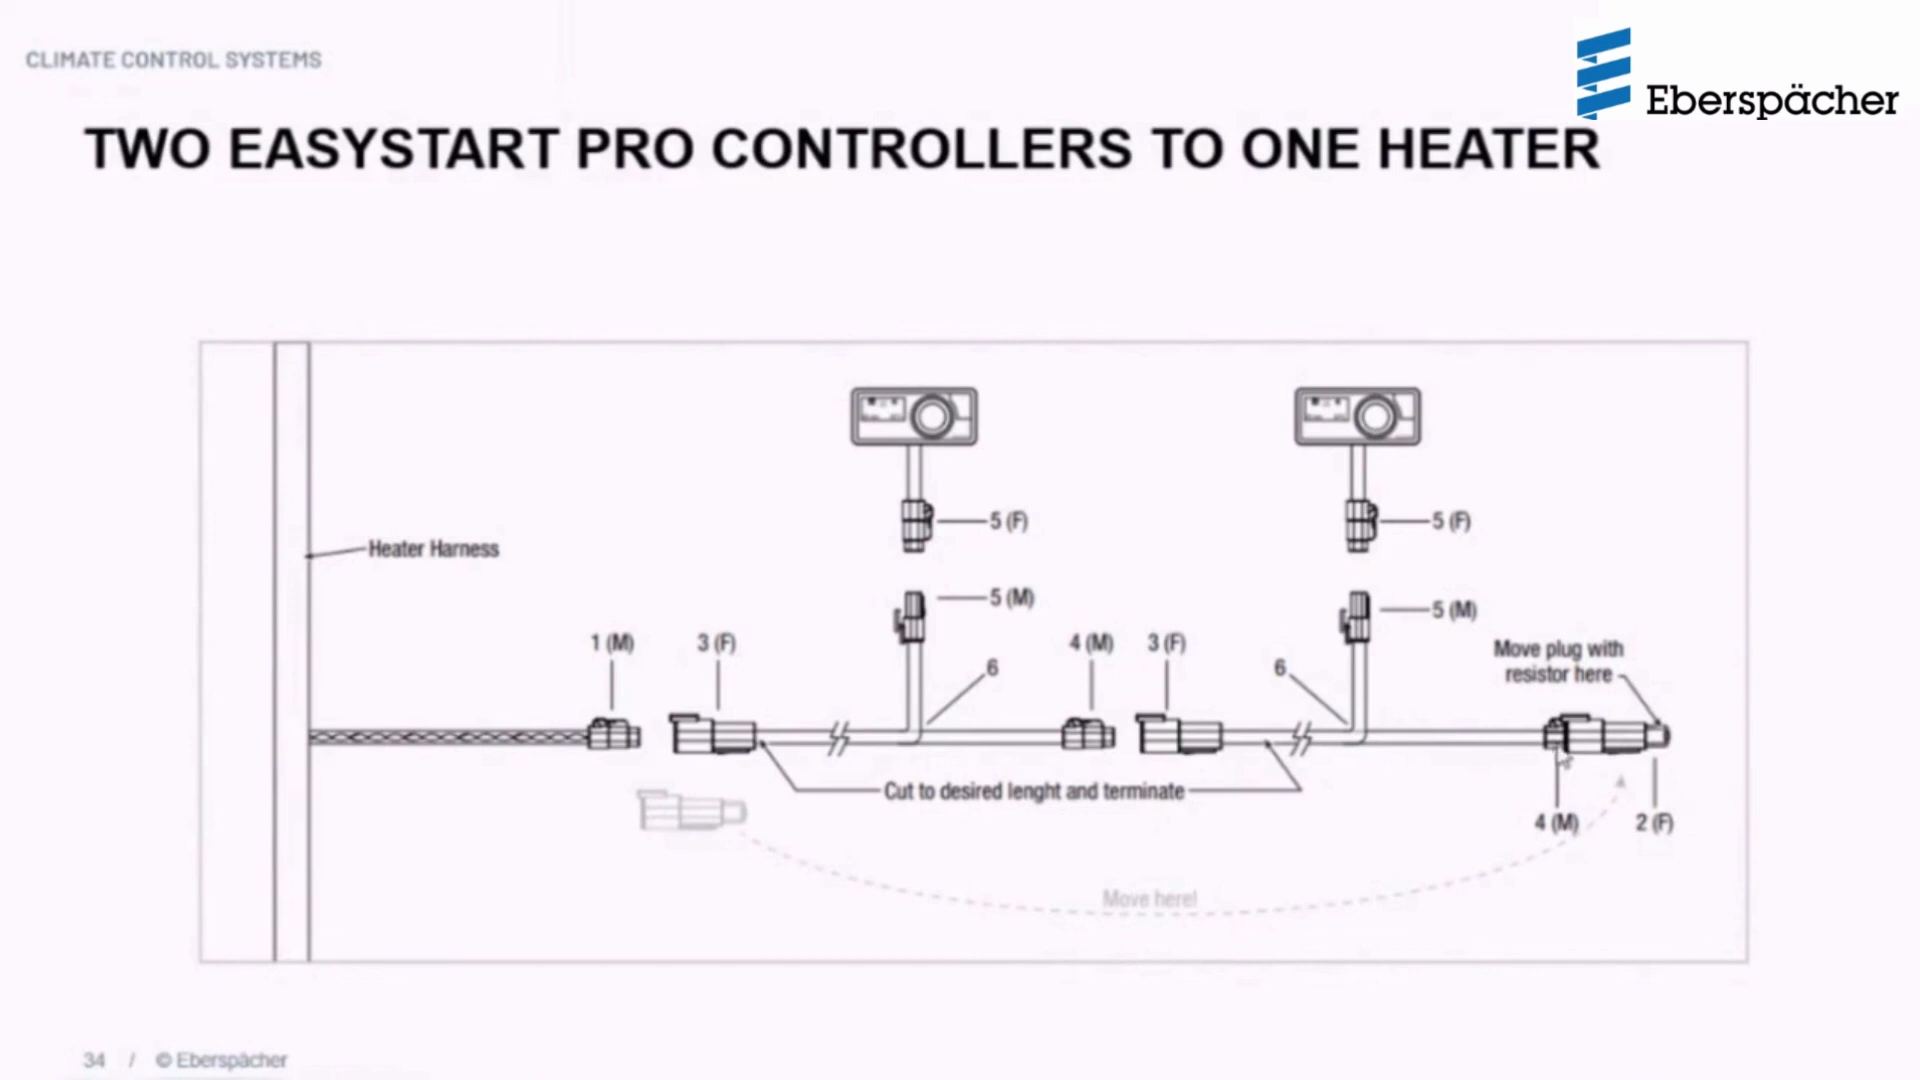 CLIMATE CONTROL SYSTEMS
Eberspächer
TWO EASYSTART PRO CONTROLLERS TO ONE HEATER
5 (F)
5 (F)
Heater Harness
5 (M)
5 (M)
1 (M)
3 (F)
4 (M)
3 (F)
6
6
Move plug with
resistor here
Cut to desired lenght and terminate
4 (M)
2 (F)
Move here!
34 / © Eberspächer